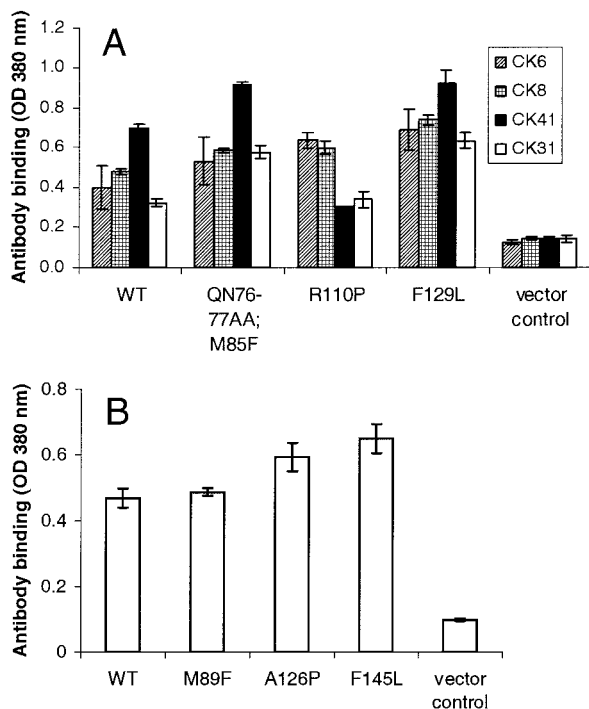 A
Antibody binding (OD 380 nm)
1.2
1.0
0.8
0.6
0.4
0.2
0.0
CK6
CK8
CK41
CK31
WT
QN76-
77AA;
M85F
R110P
F129L
vector
control
B
Antibody binding (OD 380 nm)
0.8
0.6
0.4
0.2
0
WT
M89F
A126P
F145L
vector
control